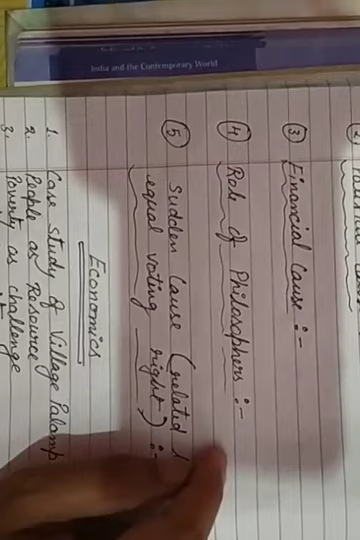 India and the Contemporary World
(3) Financial Cause :-
(4) Role of Philosophers :-
(5) Sudden Cause (related
equal voting right) :-
Economics
1. Case Study of Village Palamp
2. People as Resource
3. Poverty as challenge